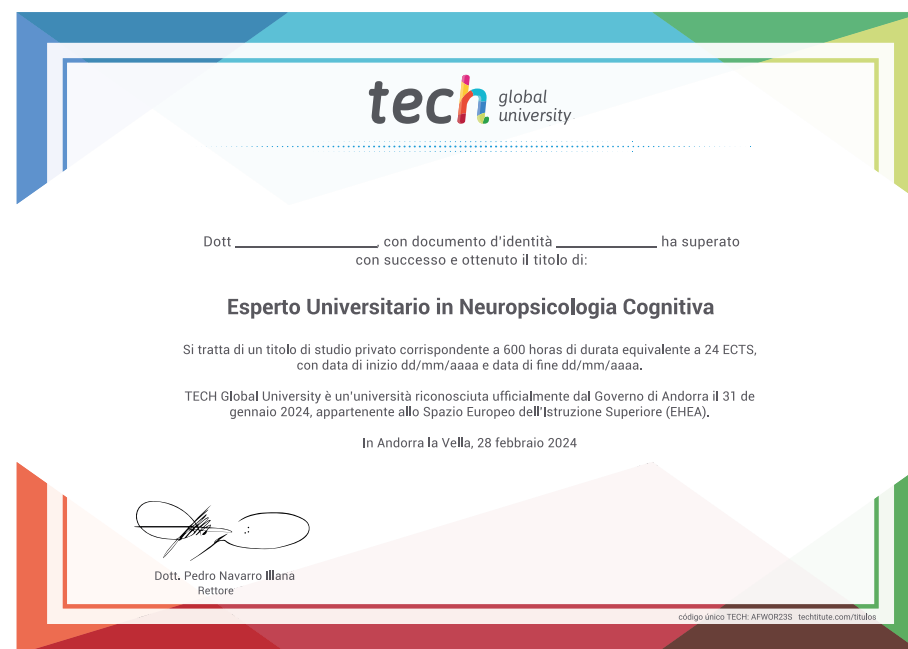 tech global university
Dott ____________, con documento d'identità ____________ ha superato
con successo e ottenuto il titolo di:
Esperto Universitario in Neuropsicologia Cognitiva
Si tratta di un titolo di studio privato corrispondente a 600 horas di durata equivalente a 24 ECTS,
con data di inizio dd/mm/aaaa e data di fine dd/mm/aaaa.
TECH Global University è un'università riconosciuta ufficialmente dal Governo di Andorra il 31 de
gennaio 2024, appartenente allo Spazio Europeo dell'Istruzione Superiore (EHEA).
In Andorra la Vella, 28 febbraio 2024
Dott. Pedro Navarro Illana
Rettore
código único TECH: AFWOR23S techtitute.com/titulos